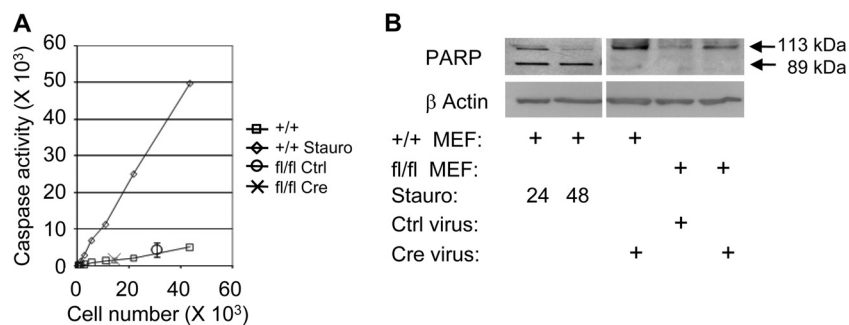 A
Caspase activity (X 10³)
60
50
40
30
20
10
0
0 20 40 60
Cell number (X 10³)
+/+
+/+ Stauro
fl/fl Ctrl
fl/fl Cre
B
PARP
113 kDa
89 kDa
β Actin
+/+ MEF: + + +
fl/fl MEF: + +
Stauro: 24 48
Ctrl virus: +
Cre virus: + +